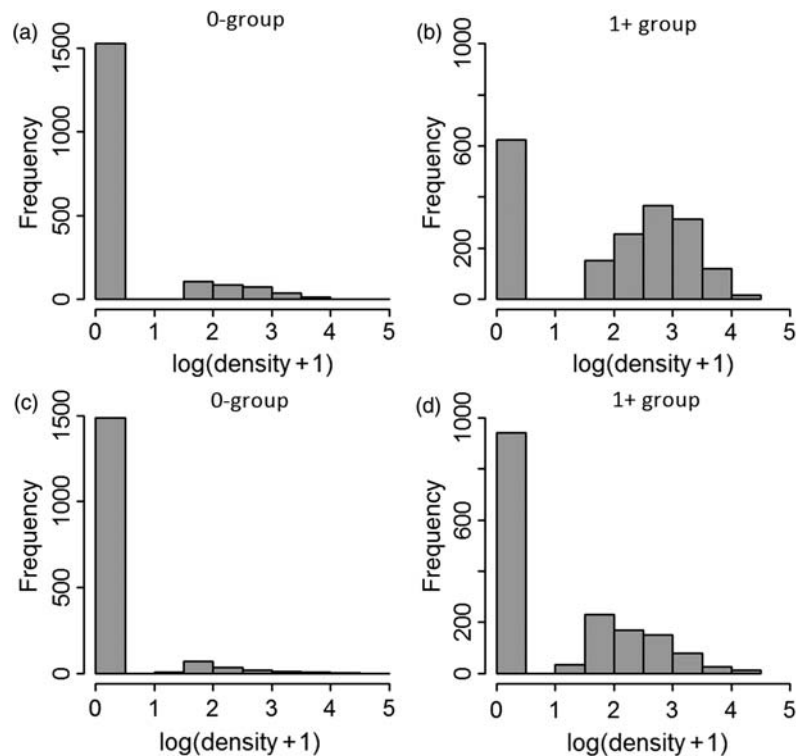 (a)
0-group
Frequency
1500
1000
500
0
0 1 2 3 4 5
log(density + 1)
(b)
1+ group
Frequency
1000
600
200
0
0 1 2 3 4 5
log(density + 1)
(c)
0-group
Frequency
1500
1000
500
0
0 1 2 3 4 5
log(density + 1)
(d)
1+ group
Frequency
1000
600
200
0
0 1 2 3 4 5
log(density + 1)